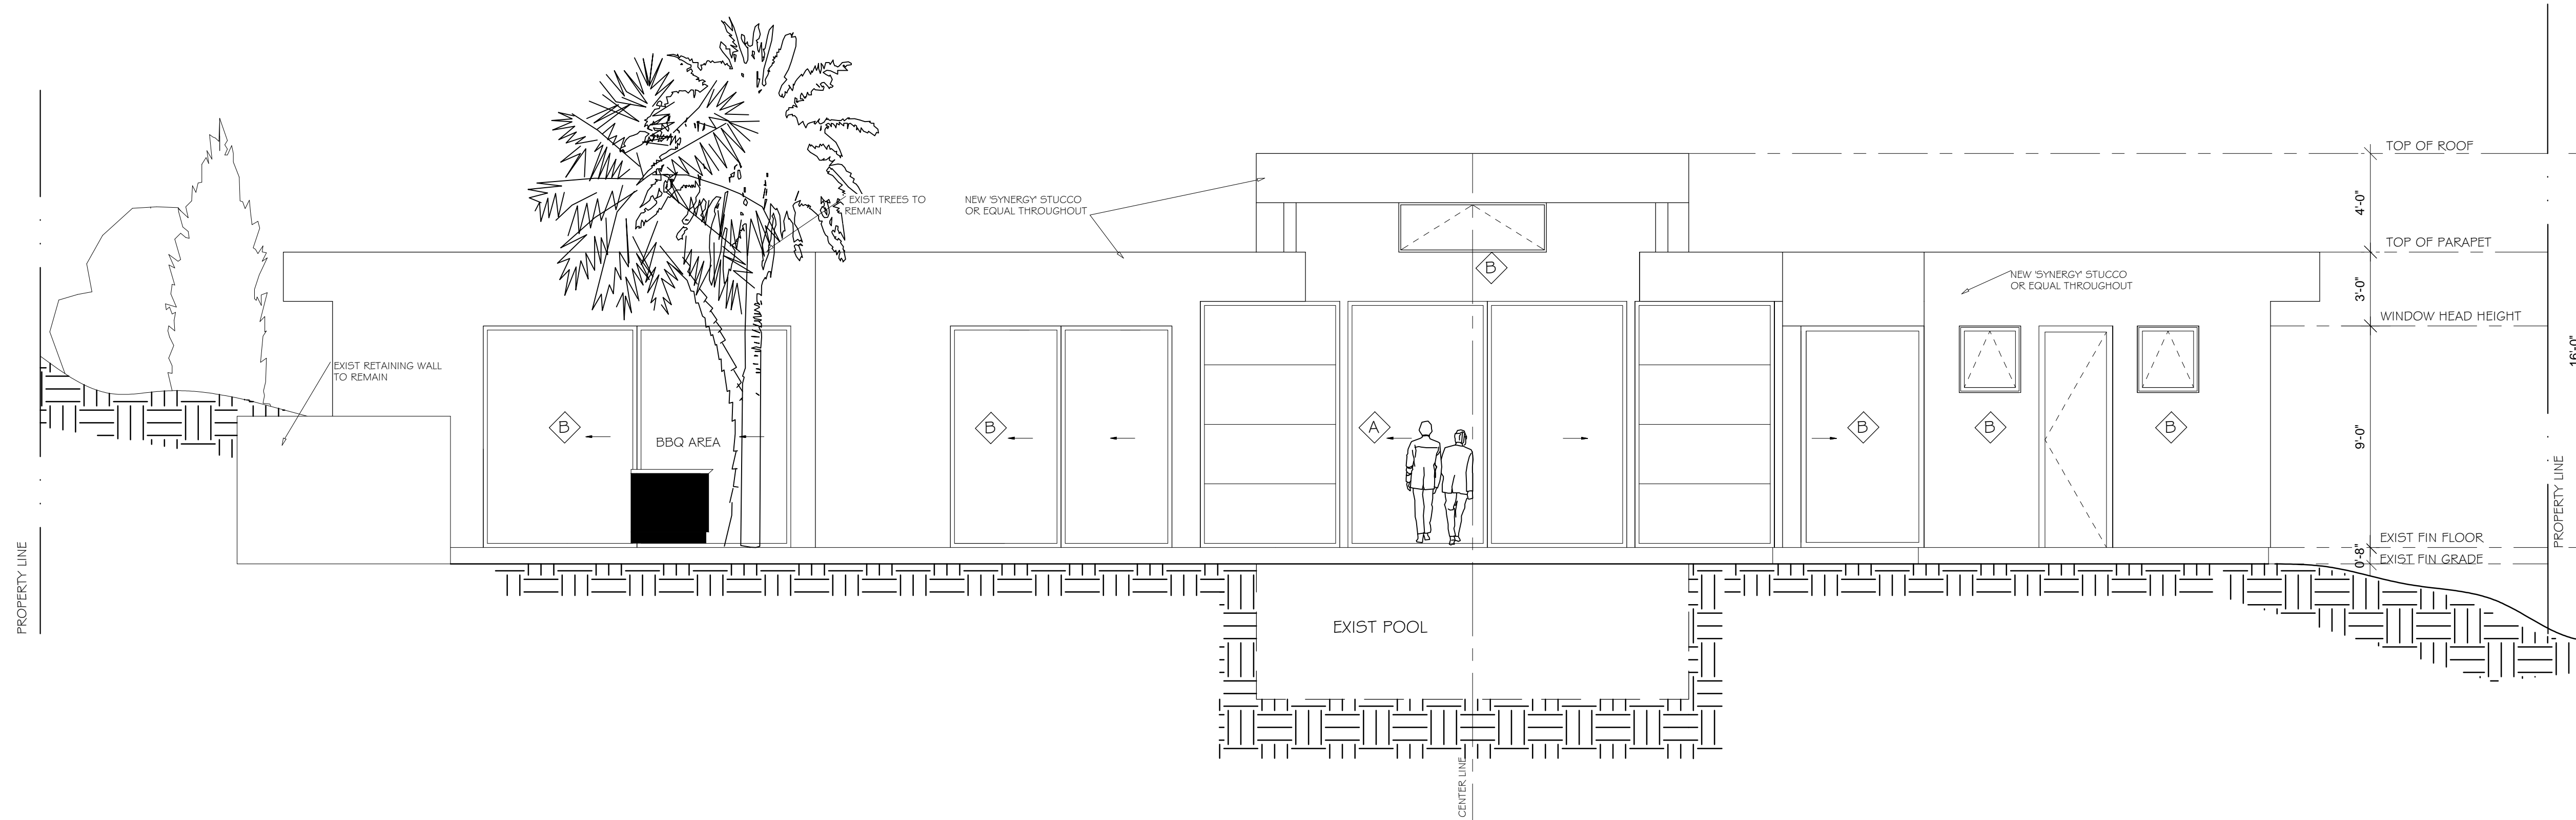 TOP OF ROOF
4'-0"
EXIST TREES TO
REMAIN
NEW 'SYNERGY' STUCCO
OR EQUAL THROUGHOUT
TOP OF PARAPET
B
NEW 'SYNERGY' STUCCO
OR EQUAL THROUGHOUT
3'-0"
WINDOW HEAD HEIGHT
16'-0"
EXIST RETAINING WALL
TO REMAIN
B
BBQ AREA
B
A
B
B
B
9'-0"
PROPERTY LINE
PROPERTY LINE
EXIST FIN FLOOR
0'-8"
EXIST FIN GRADE
EXIST POOL
CENTER LINE